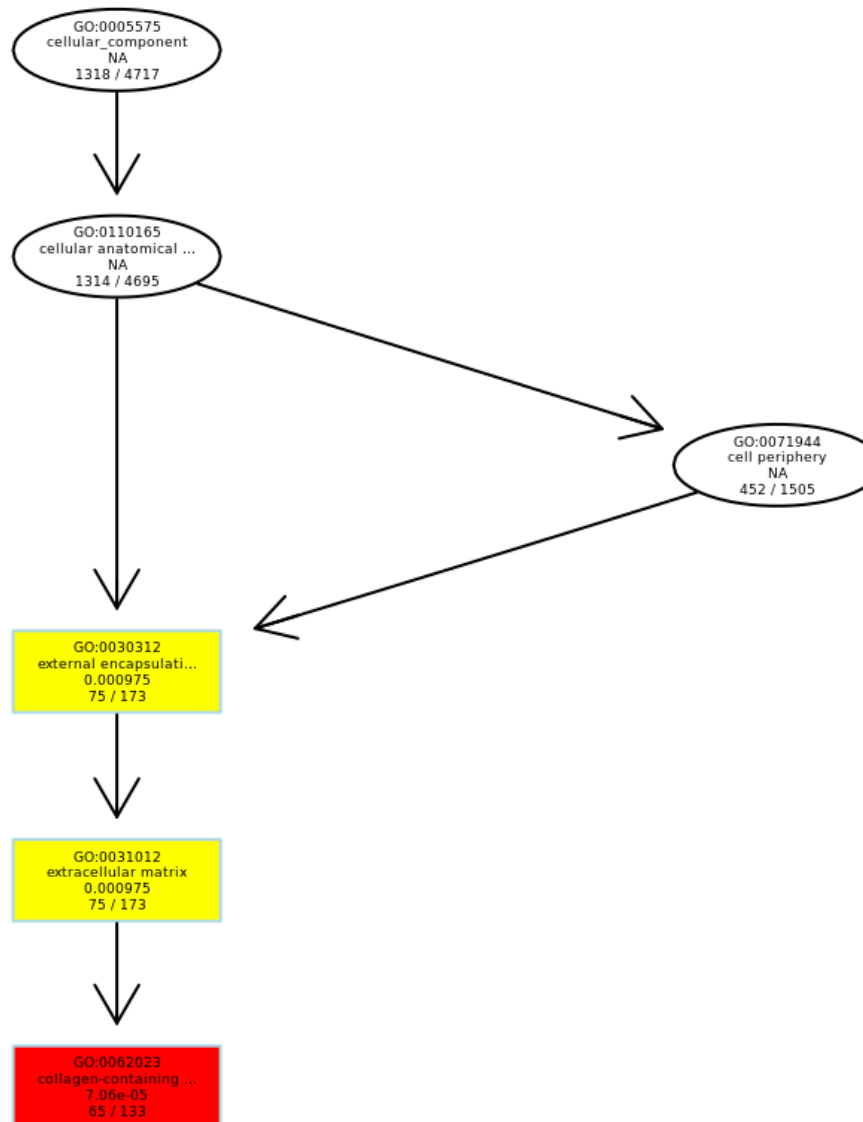 GO:0005575
cellular_component
NA
1318 / 4717
GO:0110165
cellular anatomical ...
NA
1314 / 4695
GO:0071944
cell periphery
NA
452 / 1505
GO:0030312
external encapsulati...
0.000975
75 / 173
GO:0031012
extracellular matrix
0.000975
75 / 173
GO:0062023
collagen-containing ...
7.06e-05
65 / 133